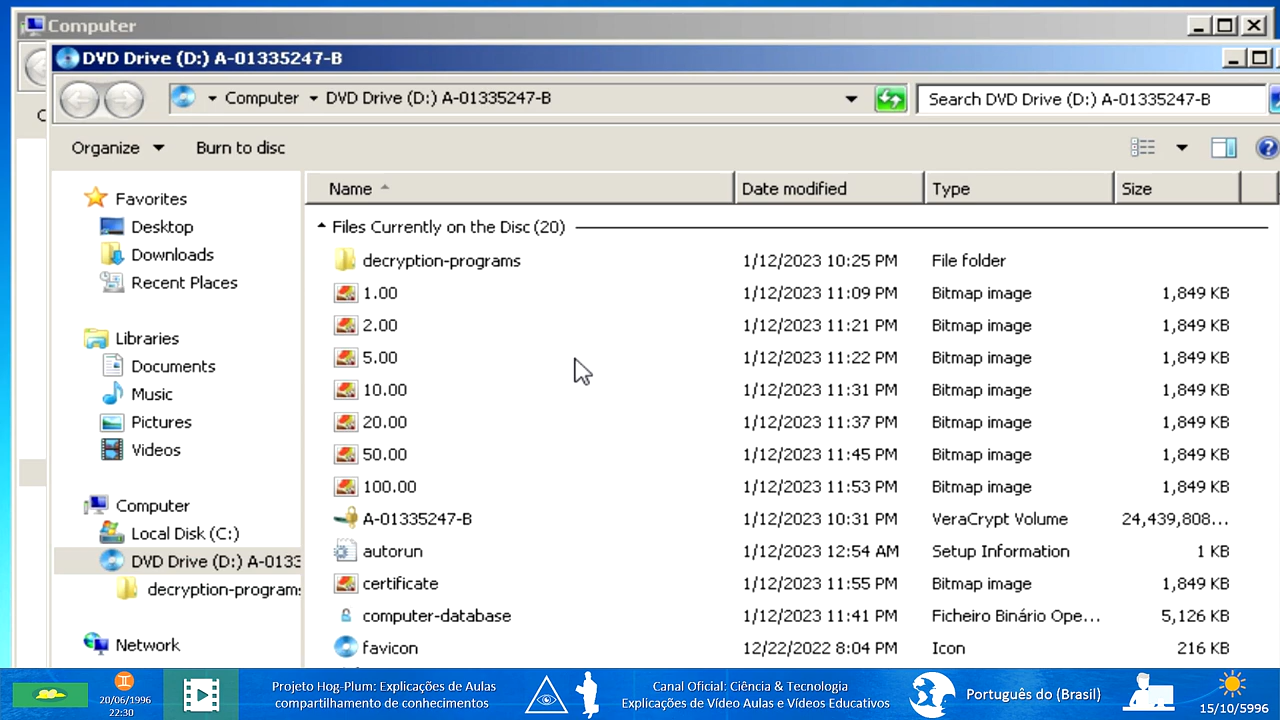 Computer
DVD Drive (D:) A-01335247-B
Computer DVD Drive (D:) A-01335247-B
Search DVD Drive (D:) A-01335247-B
Organize Burn to disc
Favorites
Desktop
Downloads
Recent Places
Libraries
Documents
Music
Pictures
Videos
Computer
Local Disk (C:)
DVD Drive (D:) A-0133
decryption-programs
Network
Name Date modified Type Size
Files Currently on the Disc (20)
decryption-programs 1/12/2023 10:25 PM File folder
1.00 1/12/2023 11:09 PM Bitmap image 1,849 KB
2.00 1/12/2023 11:21 PM Bitmap image 1,849 KB
5.00 1/12/2023 11:22 PM Bitmap image 1,849 KB
10.00 1/12/2023 11:31 PM Bitmap image 1,849 KB
20.00 1/12/2023 11:37 PM Bitmap image 1,849 KB
50.00 1/12/2023 11:45 PM Bitmap image 1,849 KB
100.00 1/12/2023 11:53 PM Bitmap image 1,849 KB
A-01335247-B 1/12/2023 10:31 PM VeraCrypt Volume 24,439,808...
autorun 1/12/2023 12:54 AM Setup Information 1 KB
certificate 1/12/2023 11:55 PM Bitmap image 1,849 KB
computer-database 1/12/2023 11:41 PM Ficheiro Binário Ope... 5,126 KB
favicon 12/22/2022 8:04 PM Icon 216 KB
20/06/1996
22:30
Projeto Hog-Plum: Explicações de Aulas
compartilhamento de conhecimentos
Canal Oficial: Ciência & Tecnologia
Explicações de Vídeo Aulas e Vídeos Educativos
Português do (Brasil)
15/10/5996